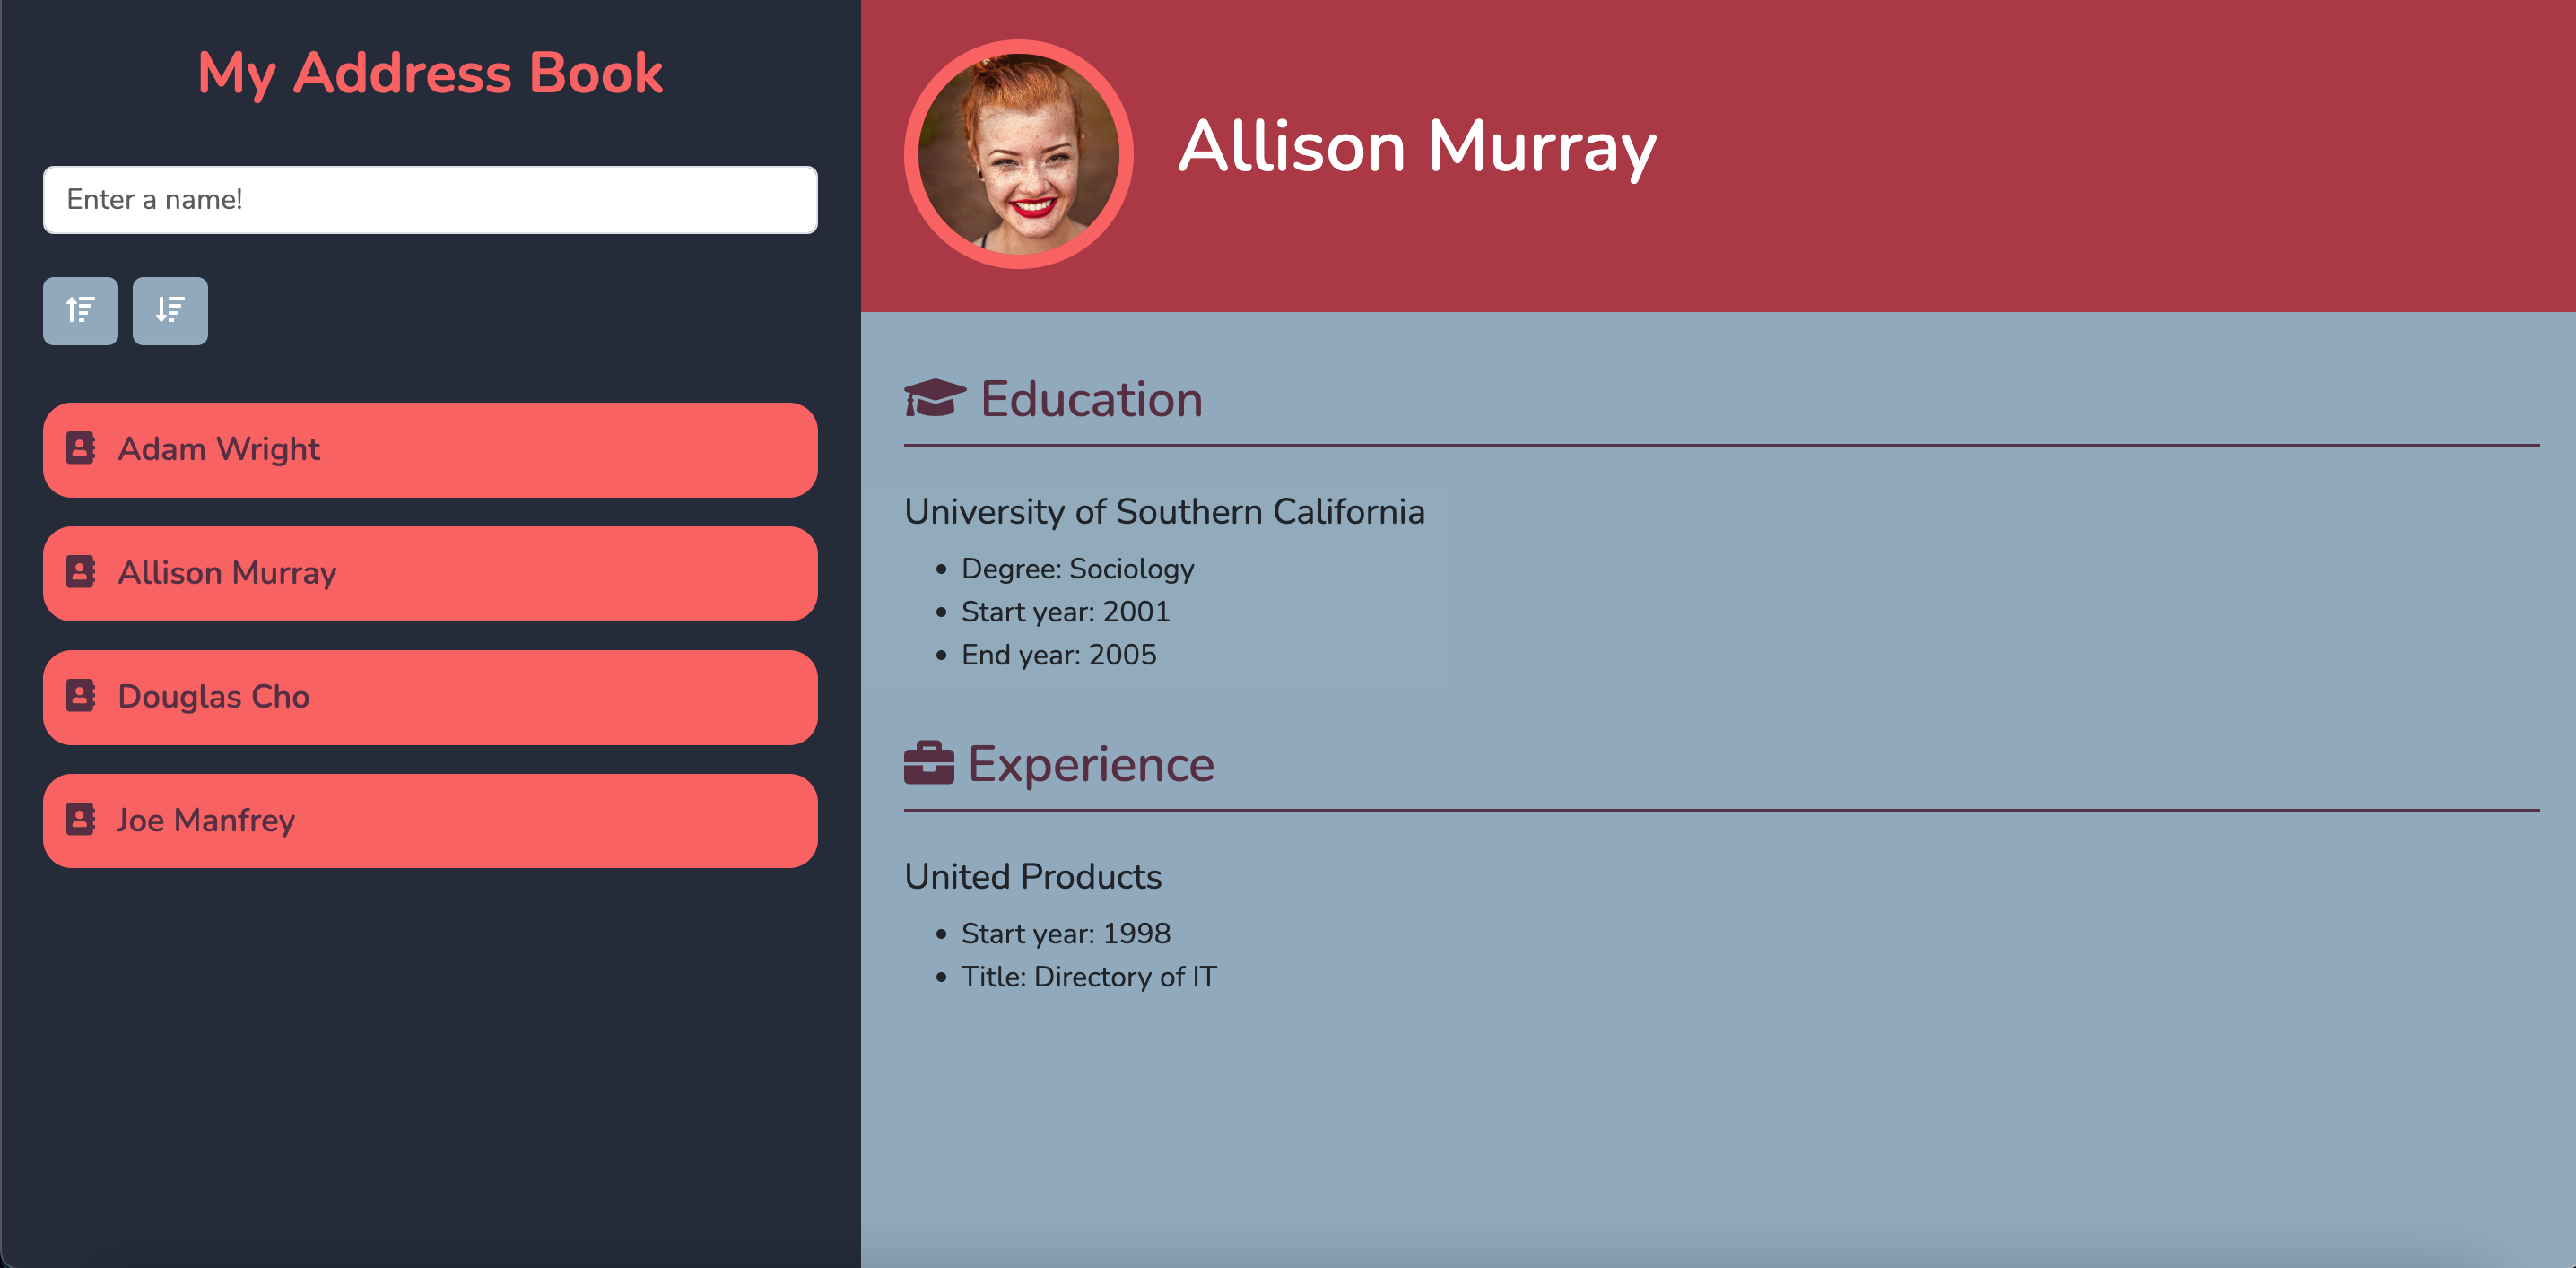 My Address Book
Enter a name!
Adam Wright
Allison Murray
Douglas Cho
Joe Manfrey
Allison Murray
Education
University of Southern California
Degree: Sociology
Start year: 2001
End year: 2005
Experience
United Products
Start year: 1998
Title: Directory of IT